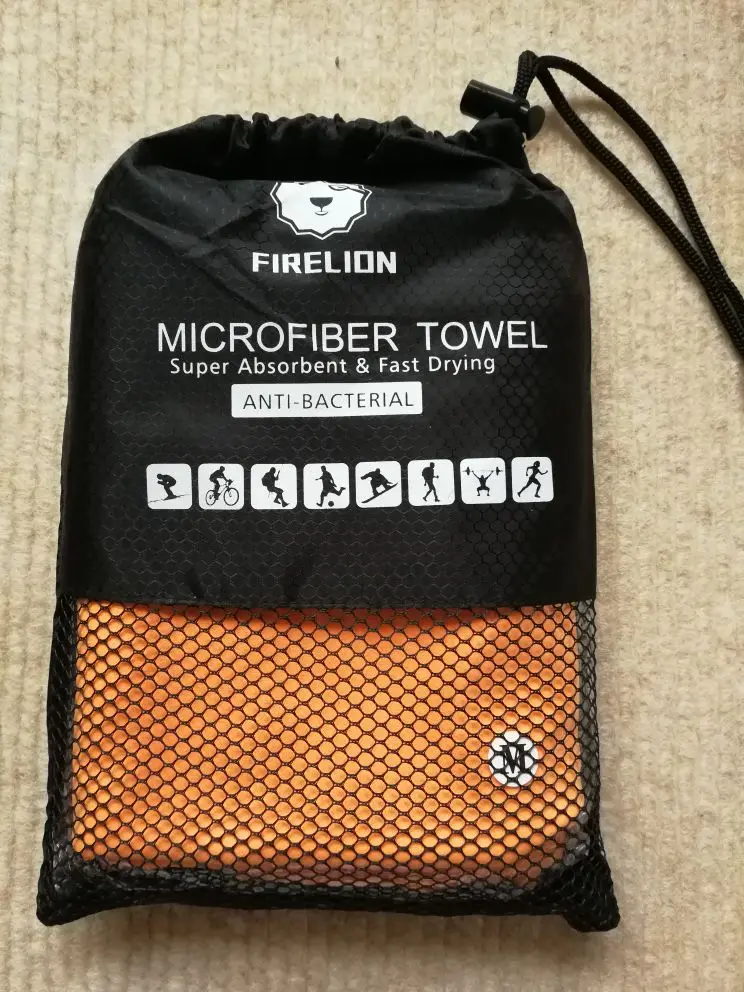 FIRELION
MICROFIBER TOWEL
Super Absorbent & Fast Drying
ANTI-BACTERIAL
M